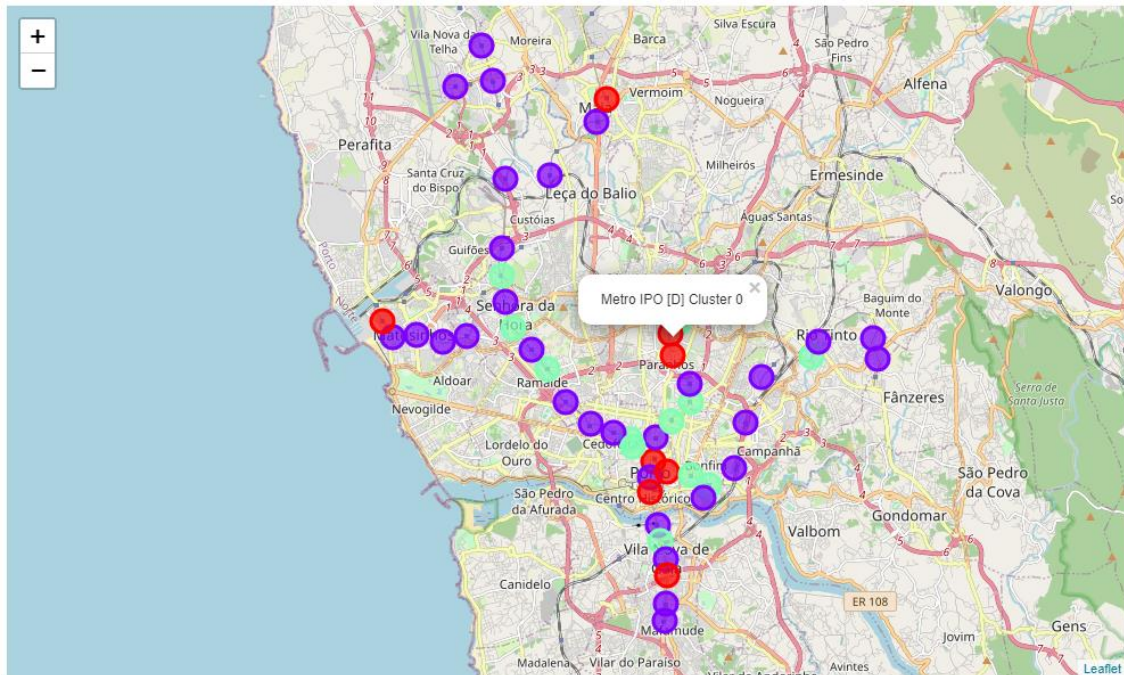 +
−
Vila Nova da
Telha
Moreira
Barca
Silva Escura
São Pedro
Fins
Alfena
Vermoim
Nogueira
Perafita
Santa Cruz
do Bispo
Milheirós
Ermesinde
Leça do Balio
Custóias
Águas Santas
Guifões
Porto
Norte
Senhora da
Hora
Metro IPO [D] Cluster 0
×
Valongo
Baguim do
Monte
Rio Tinto
Matosinhos
Paranhos
Aldoar
Ramalde
Nevogilde
Fânzeres
Serra de
Santa Justa
Lordelo do
Ouro
Campanhã
Porto
Bonfim
São Pedro
da Cova
Centro Histórico
São Pedro
da Afurada
Gondomar
Valbom
Vila Nova de
Canidelo
ER 108
Mafamude
Gens
Jovim
Madalena
Vilar do Paraíso
Avintes
Leaflet